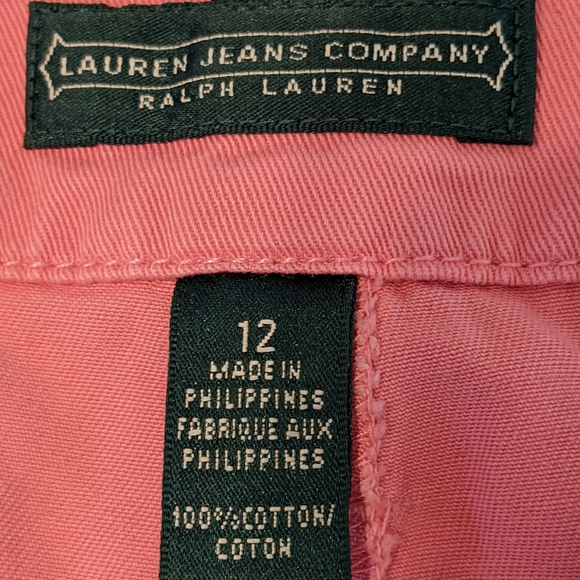 LAUREN JEANS COMPANY
RALPH LAUREN
12
MADE IN
PHILIPPINES
FABRIQUE AUX
PHILIPPINES
100%COTTON/
COTON